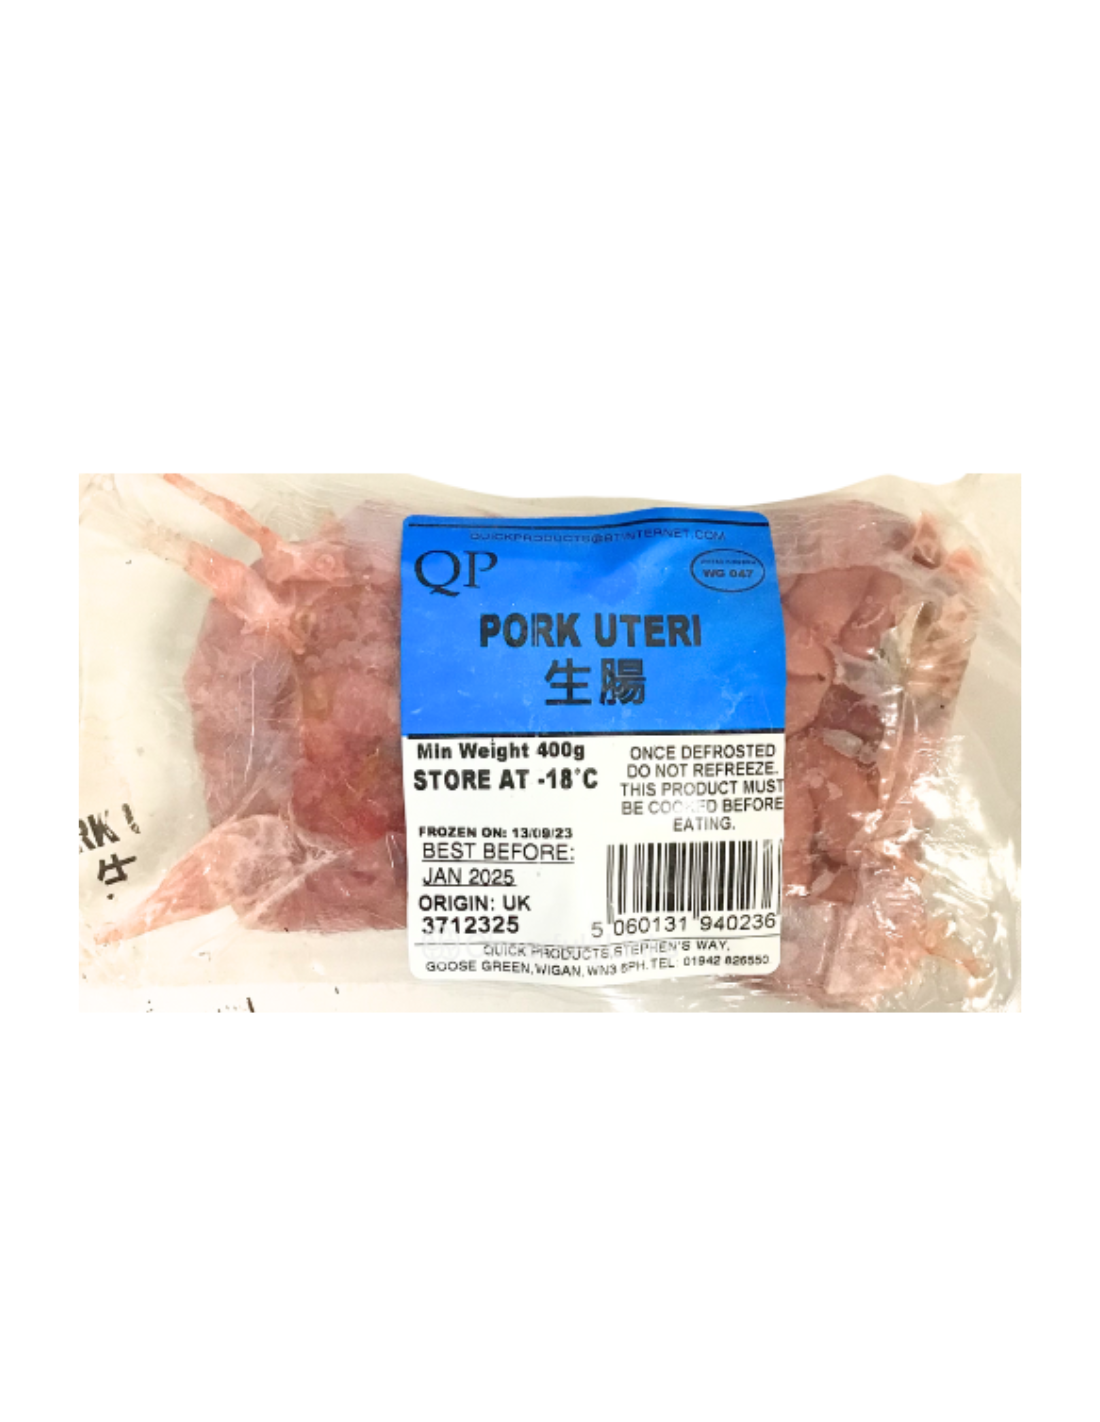 QUICKPRODUCTS@BTINTERNET.COM
QP
WG 047
PORK UTERI
生腸
Min Weight 400g
STORE AT -18°C
ONCE DEFROSTED
DO NOT REFREEZE.
THIS PRODUCT MUST
BE COOKED BEFORE
EATING.
FROZEN ON: 13/09/23
BEST BEFORE:
JAN 2025
ORIGIN: UK
3712325
5 060131 940236
QUICK PRODUCTS, STEPHEN'S WAY,
GOOSE GREEN, WIGAN, WN3 6PH. TEL: 01942 826550
RK